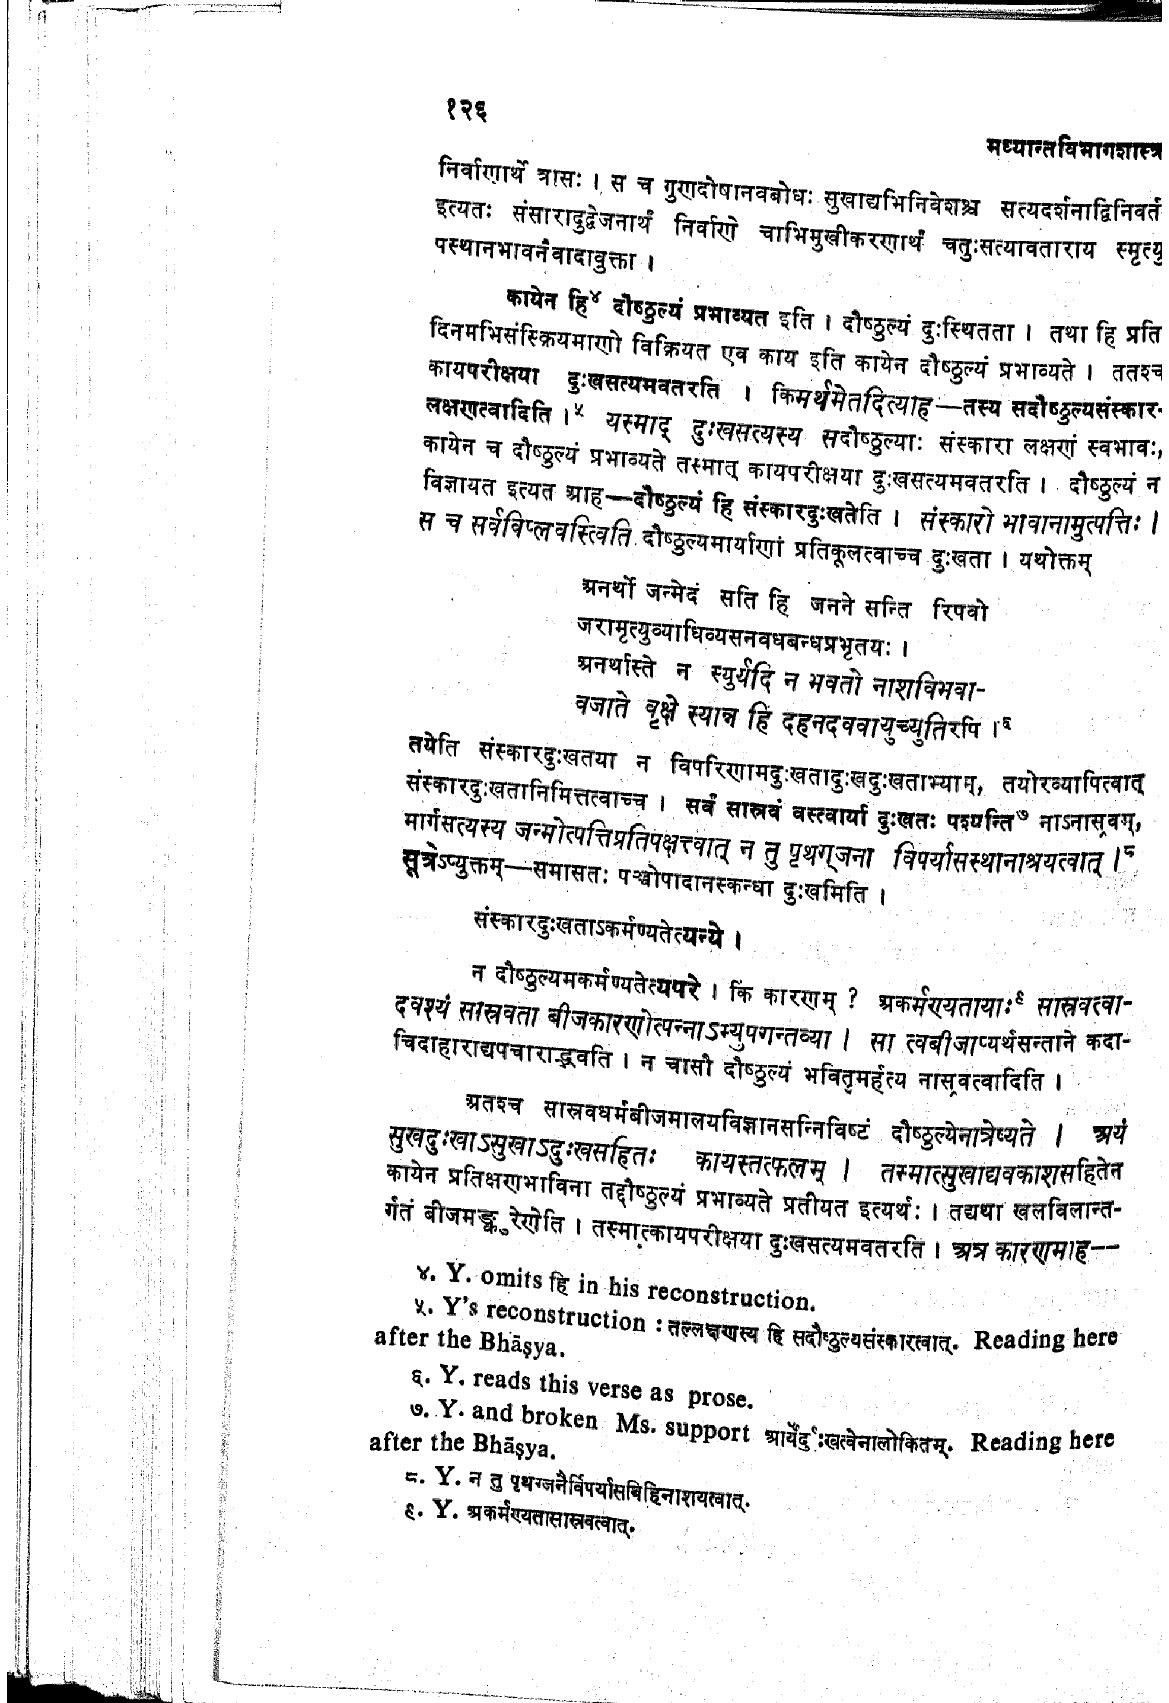 १२६
मध्यान्तविभागशास्त्र
निर्वाणार्थे त्रासः । स च गुणदोषानवबोधः सुखाद्यभिनिवेशश्च सत्यदर्शनाद्विनिवर्त
इत्यतः संसारादुद्वेजनार्थं निर्वाणे चाभिमुखीकरणार्थं चतुःसत्यावताराय स्मृत्यु
पस्थानभावनैवादावुक्ता ।
कायेन हि⁴ दौष्ठुल्यं प्रभाव्यत इति । दौष्ठुल्यं दुःस्थितता । तथा हि प्रति
दिनमभिसंस्क्रियमाणो विक्रियत एव काय इति कायेन दौष्ठुल्यं प्रभाव्यते । ततश्च
कायपरीक्षया दुःखसत्यमवतरति । किमर्थमेतदित्याह—तस्य सदौष्ठुल्यसंस्कार-
लक्षणत्वादिति ।⁵ यस्माद् दुःखसत्यस्य सदौष्ठुल्याः संस्कारा लक्षणं स्वभावः,
कायेन च दौष्ठुल्यं प्रभाव्यते तस्मात् कायपरीक्षया दुःखसत्यमवतरति । दौष्ठुल्यं न
विज्ञायत इत्यत आह—दौष्ठुल्यं हि संस्कारदुःखतेति । संस्कारो भावानामुत्पत्तिः ।
स च सर्वविप्लवस्त्विति दौष्ठुल्यमार्याणां प्रतिकूलत्वाच्च दुःखता । यथोक्तम्
अनर्थो जन्मेदं सति हि जनने सन्ति रिपवो
जरामृत्युव्याधिव्यसनवधबन्धप्रभृतयः ।
अनर्थास्ते न स्युर्यदि न भवतो नाशविभवा-
वजाते वृक्षे स्यान्न हि दहनदववायुच्युतिरपि ।⁶
तयेति संस्कारदुःखतया न विपरिणामदुःखतादुःखदुःखताभ्याम्, तयोरव्यापित्वात्
संस्कारदुःखतानिमित्तत्वाच्च । सर्वं सास्रवं वस्त्वार्या दुःखतः पश्यन्ति⁷ नाऽनास्रवम्,
मार्गसत्यस्य जन्मोत्पत्तिप्रतिपक्षत्त्वात् न तु पृथग्जना विपर्यासस्थानाश्रयत्वात् ।⁸
सूत्रेऽप्युक्तम्—समासतः पञ्चोपादानस्कन्धा दुःखमिति ।
संस्कारदुःखताऽकर्मण्यतेत्यन्ये ।
न दौष्ठुल्यमकर्मण्यतेत्यपरे । किं कारणम् ? अकर्मण्यतायाः⁹ सास्रवत्वा-
दवश्यं सास्रवता बीजकारणोत्पन्नाऽभ्युपगन्तव्या । सा त्वबीजाप्यर्थसन्ताने कदा-
चिदाहाराद्यपचाराद्भवति । न चासौ दौष्ठुल्यं भवितुमर्हत्य नास्रवत्वादिति ।
अतश्च सास्रवधर्मबीजमालयविज्ञानसन्निविष्टं दौष्ठुल्येनात्रेष्यते । अयं
सुखदुःखाऽसुखाऽदुःखसहितः कायस्तत्फलम् । तस्मात्सुखाद्यवकाशसहितेन
कायेन प्रतिक्षणभाविना तद्दौष्ठुल्यं प्रभाव्यते प्रतीयत इत्यर्थः । तद्यथा खलविलान्त-
र्गतं बीजमङ्कुरेणेति । तस्मात्कायपरीक्षया दुःखसत्यमवतरति । अत्र कारणमाह—
४. Y. omits हि in his reconstruction.
५. Y's reconstruction : तल्लक्षणस्य हि सदौष्ठुल्यसंस्कारत्वात्. Reading here
after the Bhāṣya.
६. Y. reads this verse as prose.
७. Y. and broken Ms. support आर्यैर्दुःखत्वेनालोकितम्. Reading here
after the Bhāṣya.
८. Y. न तु पृथग्जनैर्विपर्यासबिहिनाशयत्वात्.
९. Y. अकर्मण्यतासास्रवत्वात्.